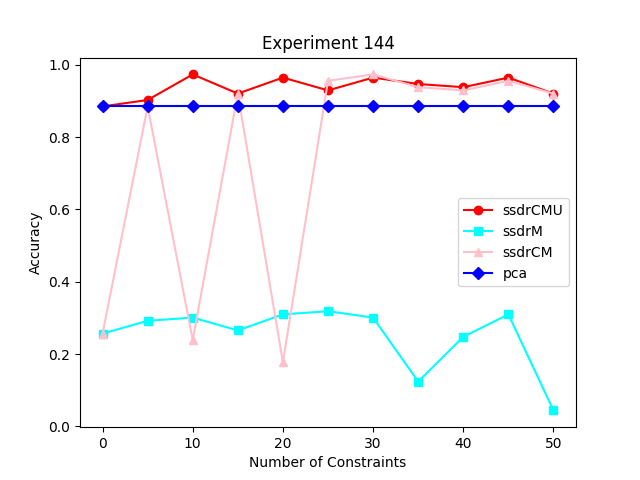 Experiment 144
1.0
0.8
0.6
0.4
0.2
0.0
Accuracy
ssdrCMU
ssdrM
ssdrCM
pca
0 10 20 30 40 50
Number of Constraints